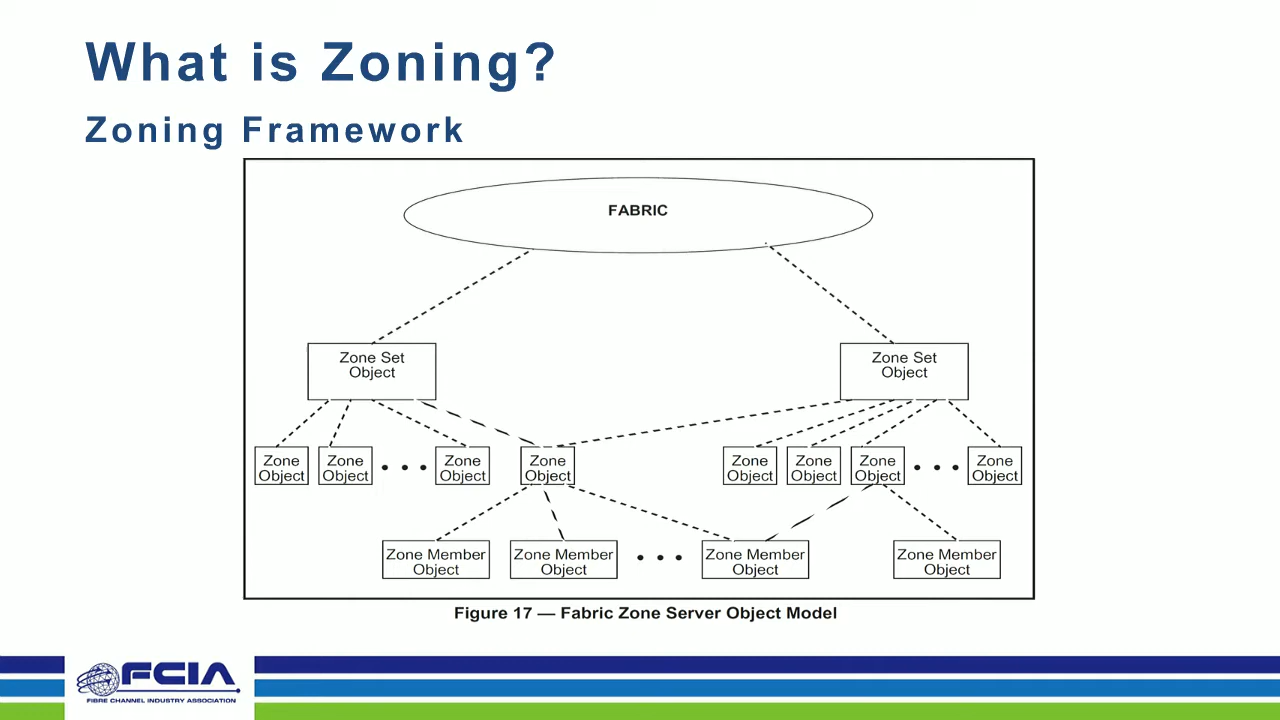 What is Zoning?
Zoning Framework
FABRIC
Zone Set
Object
Zone Set
Object
Zone
Object
Zone
Object
Zone
Object
Zone
Object
Zone
Object
Zone
Object
Zone
Object
Zone
Object
Zone Member
Object
Zone Member
Object
Zone Member
Object
Zone Member
Object
Figure 17 — Fabric Zone Server Object Model
FCIA
FIBRE CHANNEL INDUSTRY ASSOCIATION